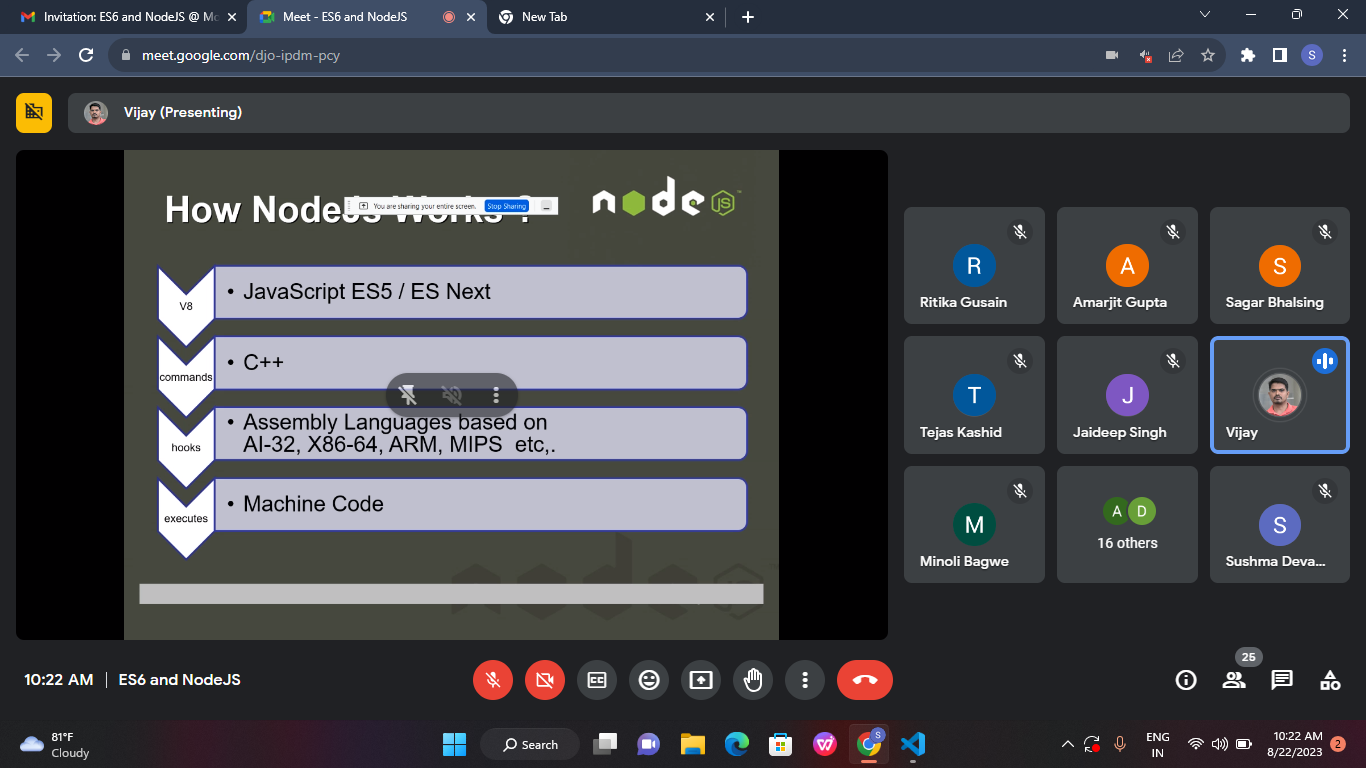 Invitation: ES6 and NodeJS @ Mo
Meet - ES6 and NodeJS
New Tab
meet.google.com/djo-ipdm-pcy
S
Vijay (Presenting)
How NodeJs Works ?
You are sharing your entire screen.
Stop Sharing
node
JS
™
V8
• JavaScript ES5 / ES Next
commands
• C++
hooks
• Assembly Languages based on
AI-32, X86-64, ARM, MIPS etc,.
executes
• Machine Code
R
Ritika Gusain
A
Amarjit Gupta
S
Sagar Bhalsing
T
Tejas Kashid
J
Jaideep Singh
Vijay
M
Minoli Bagwe
A D
16 others
S
Sushma Deva...
10:22 AM | ES6 and NodeJS
25
81°F
Cloudy
Search
S
ENG
IN
10:22 AM
8/22/2023
2